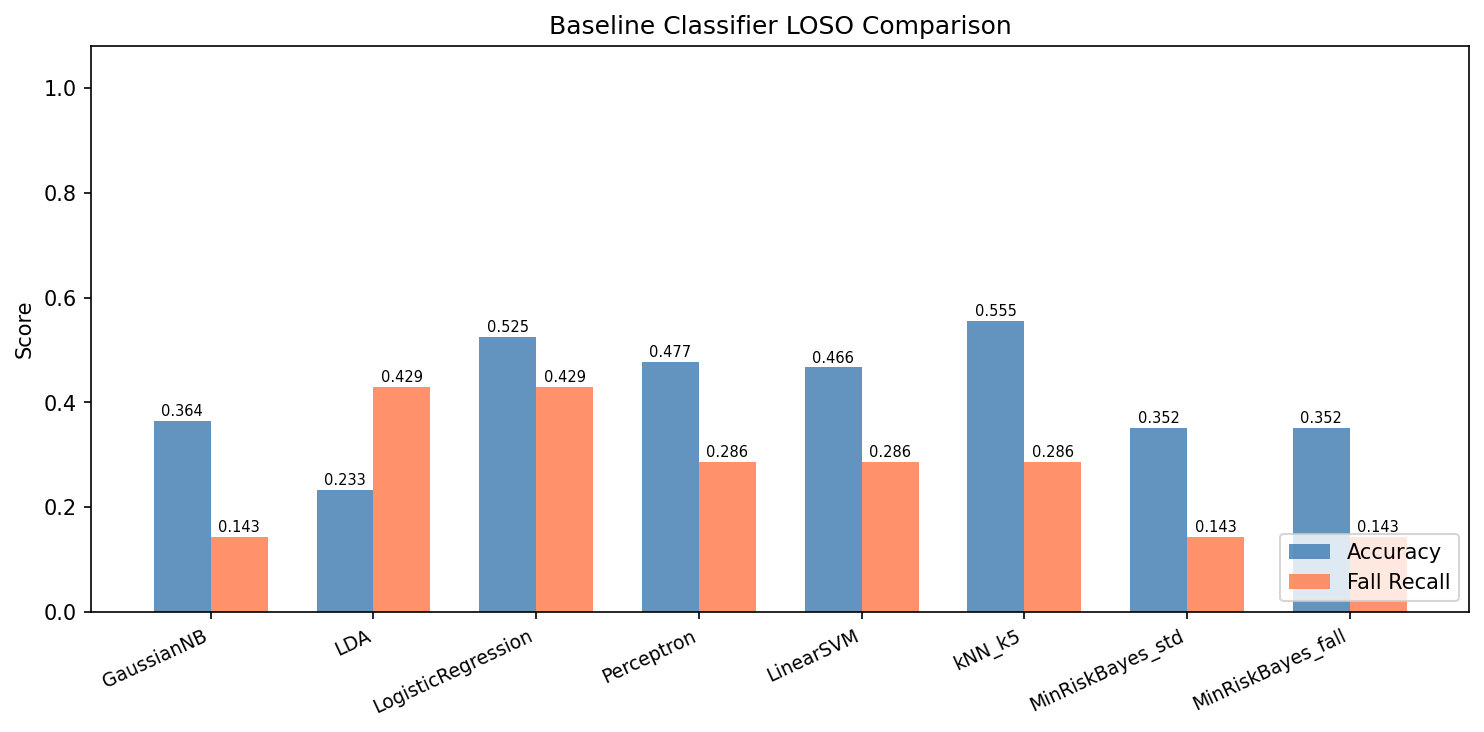 Baseline Classifier LOSO Comparison
Score
1.0
0.8
0.6
0.4
0.2
0.0
0.364
0.143
0.233
0.429
0.525
0.429
0.477
0.286
0.466
0.286
0.555
0.286
0.352
0.143
0.352
0.143
Accuracy
Fall Recall
GaussianNB
LDA
LogisticRegression
Perceptron
LinearSVM
kNN_k5
MinRiskBayes_std
MinRiskBayes_fall